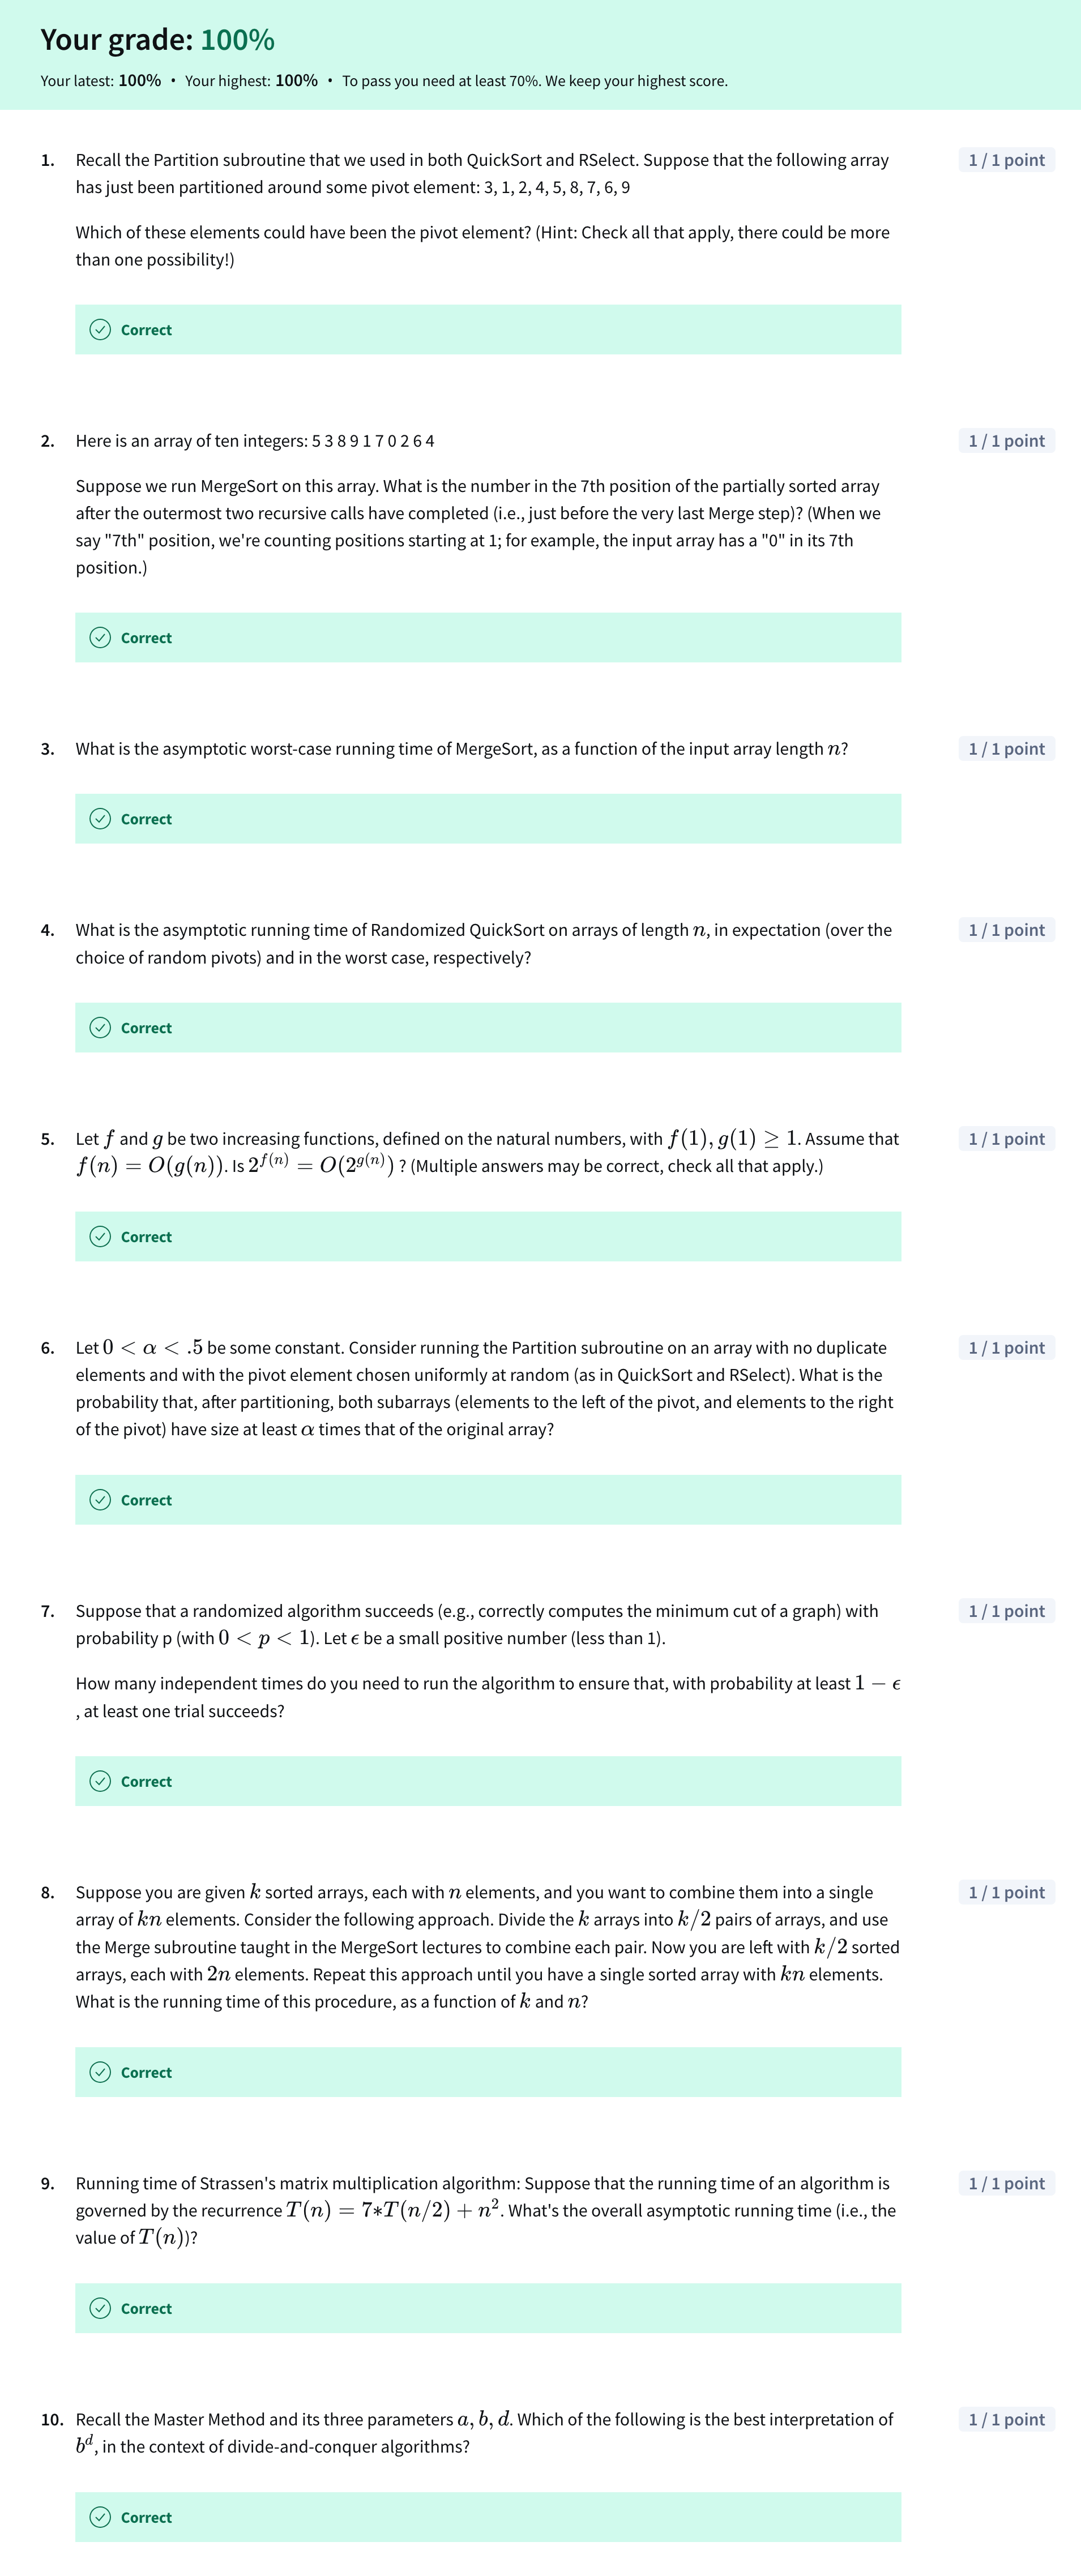 Your grade: 100%
Your latest: 100% • Your highest: 100% • To pass you need at least 70%. We keep your highest score.
1. Recall the Partition subroutine that we used in both QuickSort and RSelect. Suppose that the following array
has just been partitioned around some pivot element: 3, 1, 2, 4, 5, 8, 7, 6, 9
1 / 1 point
Which of these elements could have been the pivot element? (Hint: Check all that apply, there could be more
than one possibility!)
Correct
2. Here is an array of ten integers: 5 3 8 9 1 7 0 2 6 4
1 / 1 point
Suppose we run MergeSort on this array. What is the number in the 7th position of the partially sorted array
after the outermost two recursive calls have completed (i.e., just before the very last Merge step)? (When we
say "7th" position, we're counting positions starting at 1; for example, the input array has a "0" in its 7th
position.)
Correct
3. What is the asymptotic worst-case running time of MergeSort, as a function of the input array length n?
1 / 1 point
Correct
4. What is the asymptotic running time of Randomized QuickSort on arrays of length n, in expectation (over the
choice of random pivots) and in the worst case, respectively?
1 / 1 point
Correct
5. Let f and g be two increasing functions, defined on the natural numbers, with f(1), g(1) ≥ 1. Assume that
f(n) = O(g(n)). Is 2^{f(n)} = O(2^{g(n)}) ? (Multiple answers may be correct, check all that apply.)
1 / 1 point
Correct
6. Let 0 < α < .5 be some constant. Consider running the Partition subroutine on an array with no duplicate
elements and with the pivot element chosen uniformly at random (as in QuickSort and RSelect). What is the
probability that, after partitioning, both subarrays (elements to the left of the pivot, and elements to the right
of the pivot) have size at least α times that of the original array?
1 / 1 point
Correct
7. Suppose that a randomized algorithm succeeds (e.g., correctly computes the minimum cut of a graph) with
probability p (with 0 < p < 1). Let ϵ be a small positive number (less than 1).
1 / 1 point
How many independent times do you need to run the algorithm to ensure that, with probability at least 1 − ϵ
, at least one trial succeeds?
Correct
8. Suppose you are given k sorted arrays, each with n elements, and you want to combine them into a single
array of kn elements. Consider the following approach. Divide the k arrays into k/2 pairs of arrays, and use
the Merge subroutine taught in the MergeSort lectures to combine each pair. Now you are left with k/2 sorted
arrays, each with 2n elements. Repeat this approach until you have a single sorted array with kn elements.
What is the running time of this procedure, as a function of k and n?
1 / 1 point
Correct
9. Running time of Strassen's matrix multiplication algorithm: Suppose that the running time of an algorithm is
governed by the recurrence T(n) = 7∗T(n/2) + n². What's the overall asymptotic running time (i.e., the
value of T(n))?
1 / 1 point
Correct
10. Recall the Master Method and its three parameters a, b, d. Which of the following is the best interpretation of
b^d, in the context of divide-and-conquer algorithms?
1 / 1 point
Correct